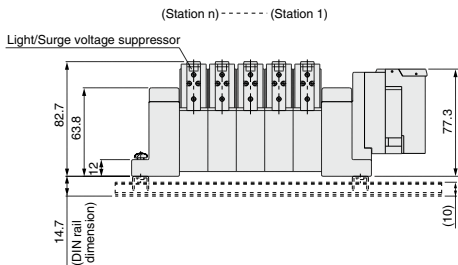 (Station n) ------ (Station 1)
Light/Surge voltage suppressor
82.7
63.8
12
77.3
14.7
(DIN rail
dimension)
(10)